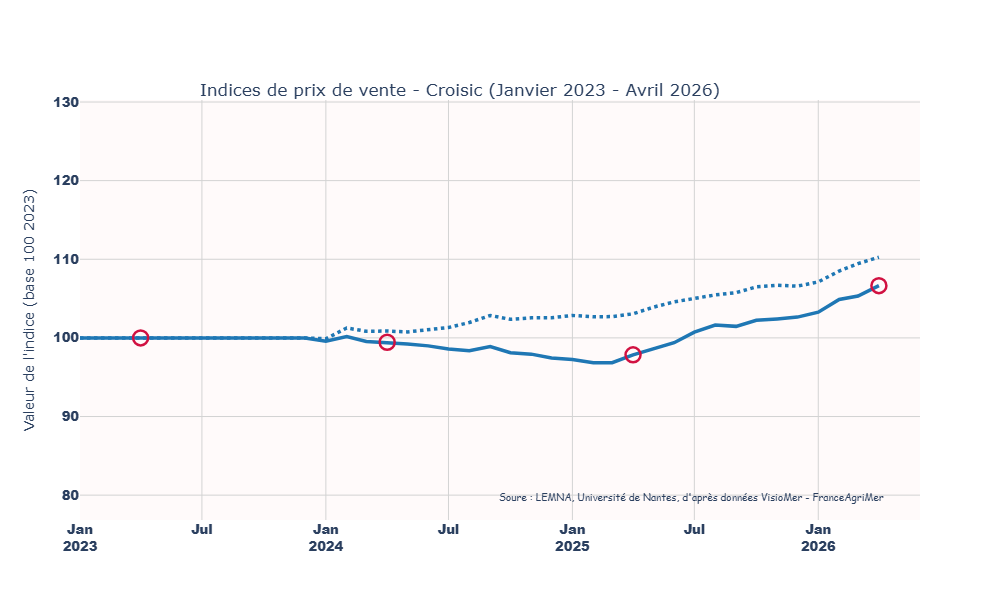 Indices de prix de vente - Croisic (Janvier 2023 - Avril 2026)
Valeur de l'Indice (base 100 2023)
130
120
110
100
90
80
Soure : LEMNA, Université de Nantes, d'après données VisioMer - FranceAgriMer
Jan Jul Jan Jul Jan Jul Jan
2023 2024 2025 2026